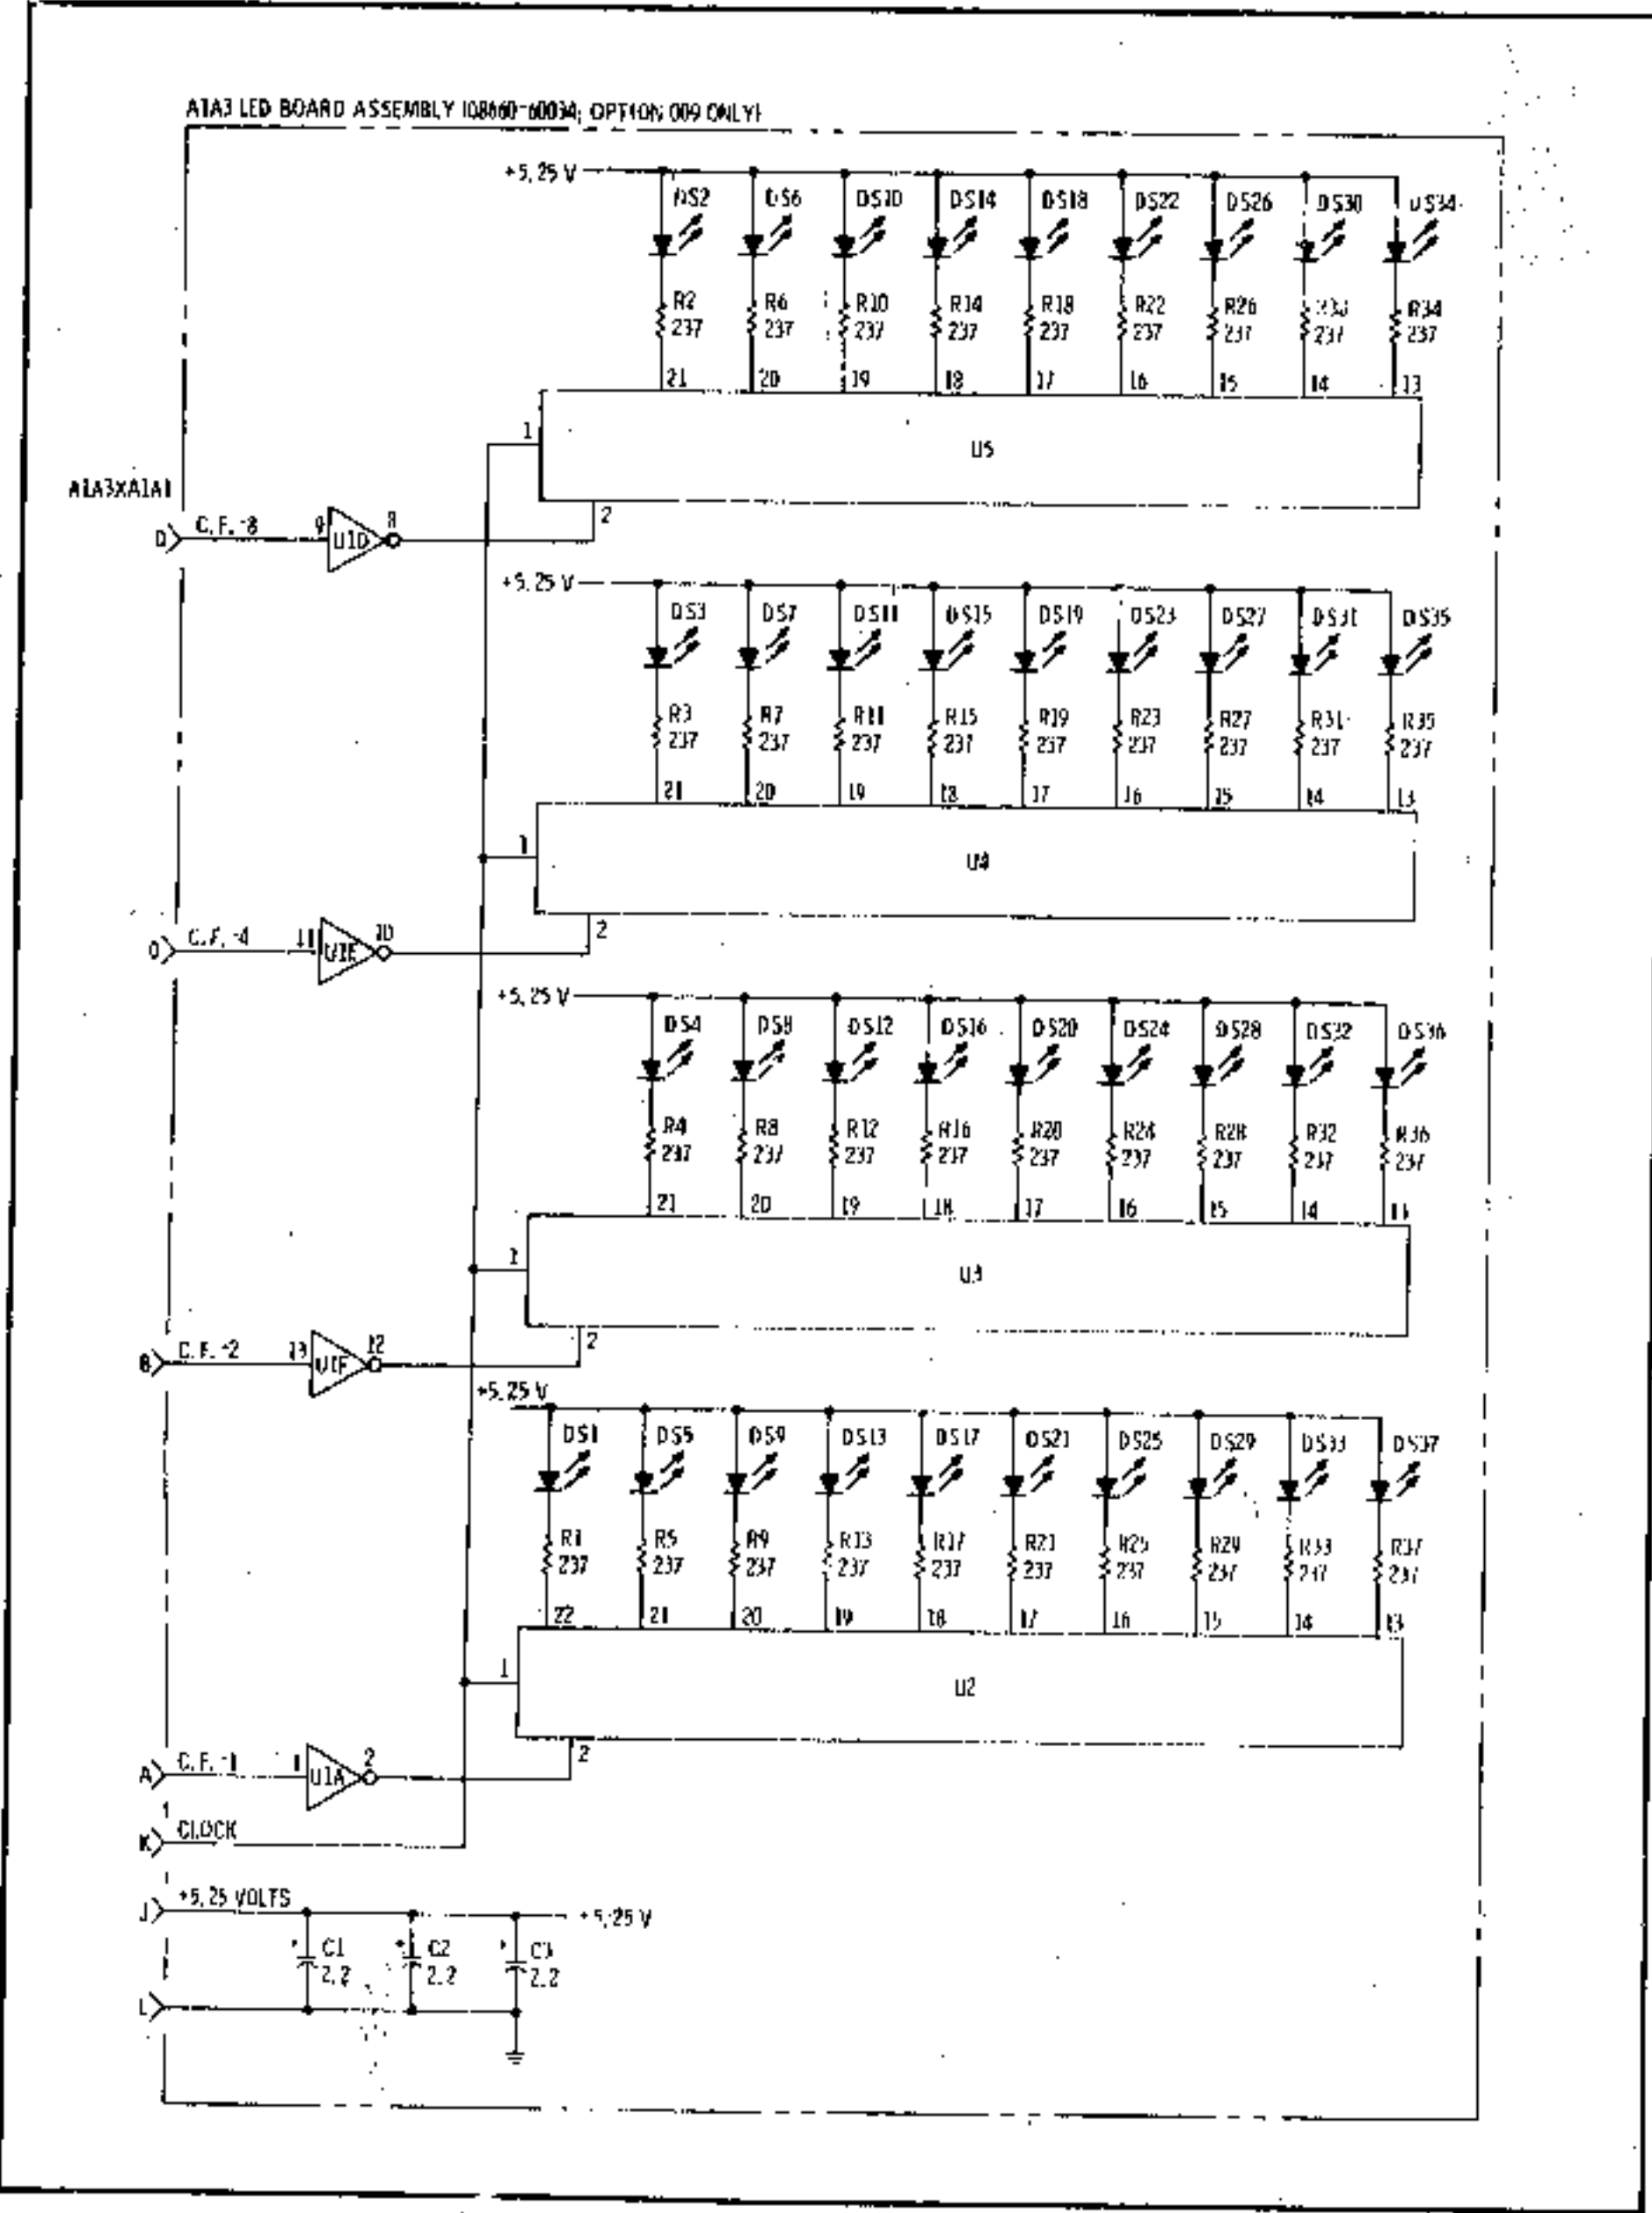 A1A3 LED BOARD ASSEMBLY (08660-60034; OPTION 009 ONLY)
+5.25 V
DS2 DS6 DS10 DS14 DS18 DS22 DS26 DS30 DS34
R2 R6 R10 R14 R18 R22 R26 R34
237 237 237 237 237 237 237 237 237
21 20 19 18 17 16 15 14 13
1
U5
A1A3XA1A1
2
D C.F. -8 9 U1D 8
+5.25 V
DS3 DS7 DS11 DS15 DS19 DS23 DS27 DS31 DS35
R3 R7 R11 R15 R19 R23 R27 R31 R35
237 237 237 237 237 237 237 237 237
21 20 19 18 17 16 15 14 13
1
U4
2
C.F. -4 11 U1E 10
+5.25 V
DS4 DS8 DS12 DS16 DS20 DS24 DS28 DS32 DS36
R4 R8 R12 R16 R20 R24 R28 R32 R36
237 237 237 237 237 237 237 237 237
21 20 19 18 17 16 15 14
1
U3
2
B C.F. -2 13 U1F 12
+5.25 V
DS1 DS5 DS9 DS13 DS17 DS21 DS25 DS29 DS33 DS37
R1 R5 R9 R13 R17 R21 R25 R29 R33 R37
237 237 237 237 237 237 237 237 237 237
22 21 20 19 18 17 16 15 14 13
1
U2
2
A C.F. -1 1 U1A 2
K CLOCK
J +5.25 VOLTS +5.25 V
C1 C2 C3
2.2 2.2 2.2
L